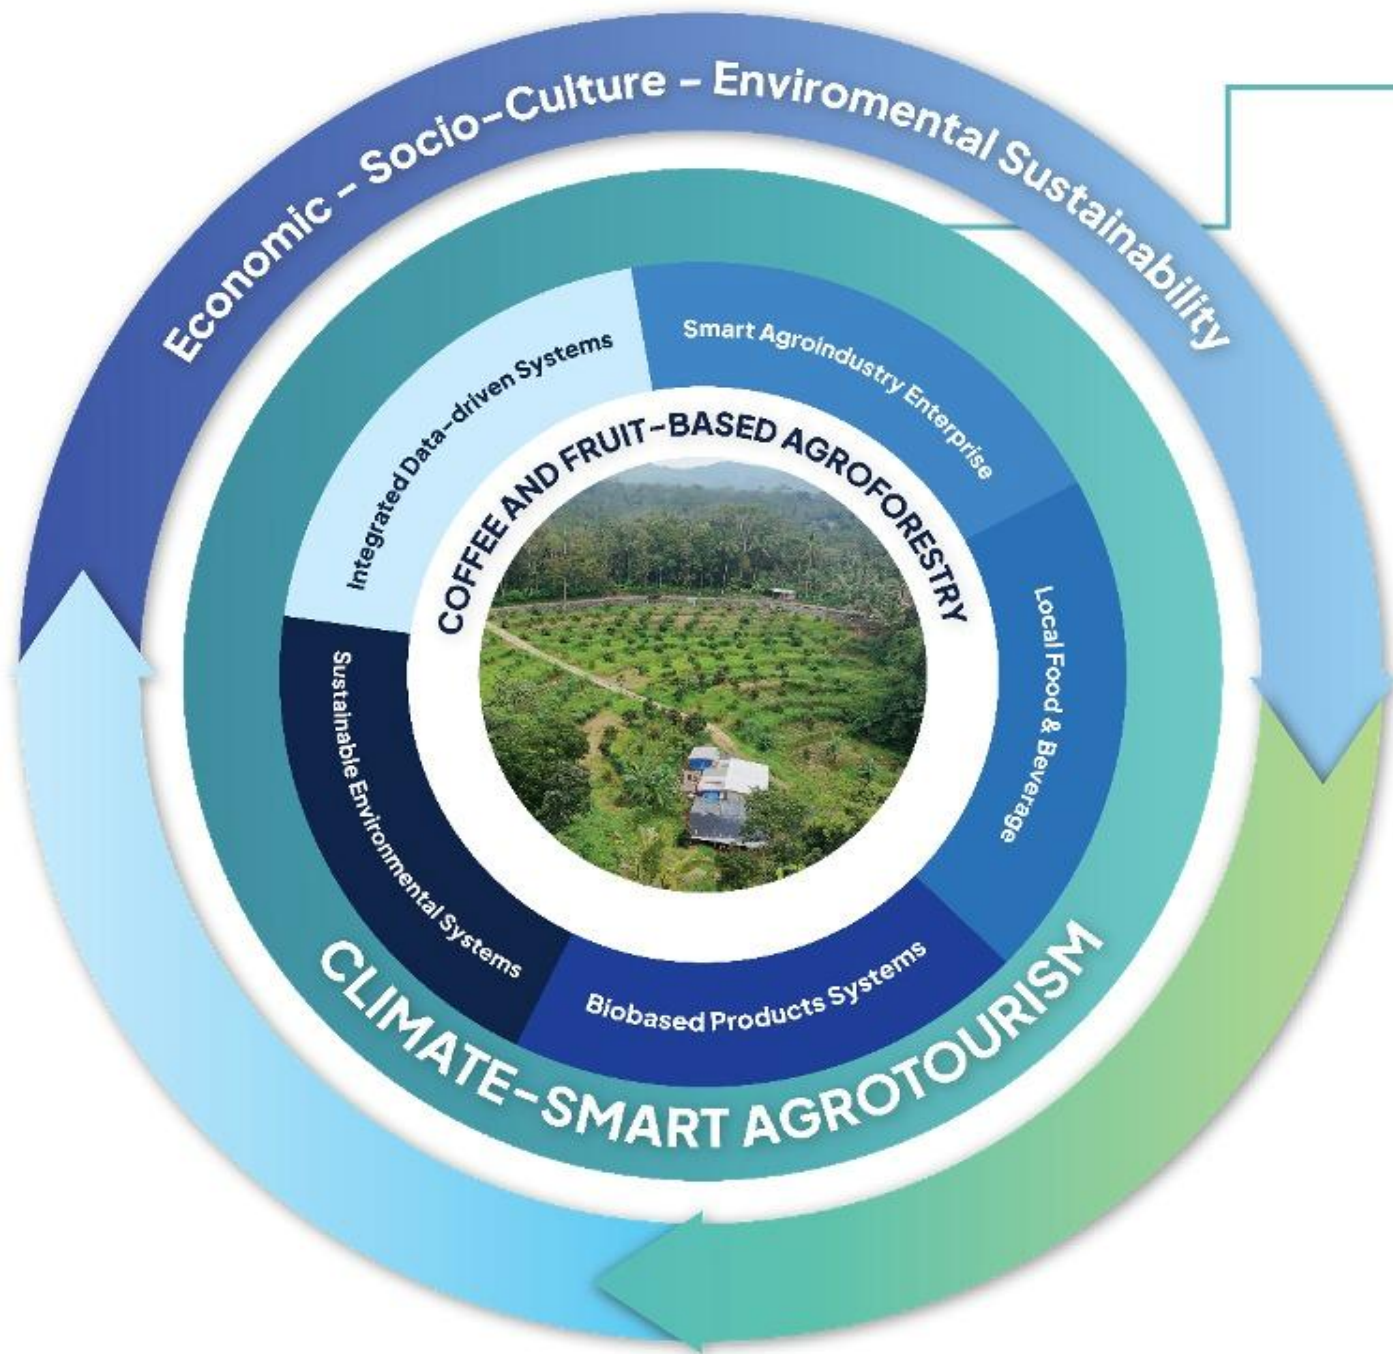 Economic - Socio-Culture - Enviromental Sustainability
Integrated Data-driven Systems
Smart Agroindustry Enterprise
COFFEE AND FRUIT-BASED AGROFORESTRY
Local Food & Beverage
Sustainable Environmental Systems
Biobased Products Systems
CLIMATE-SMART AGROTOURISM